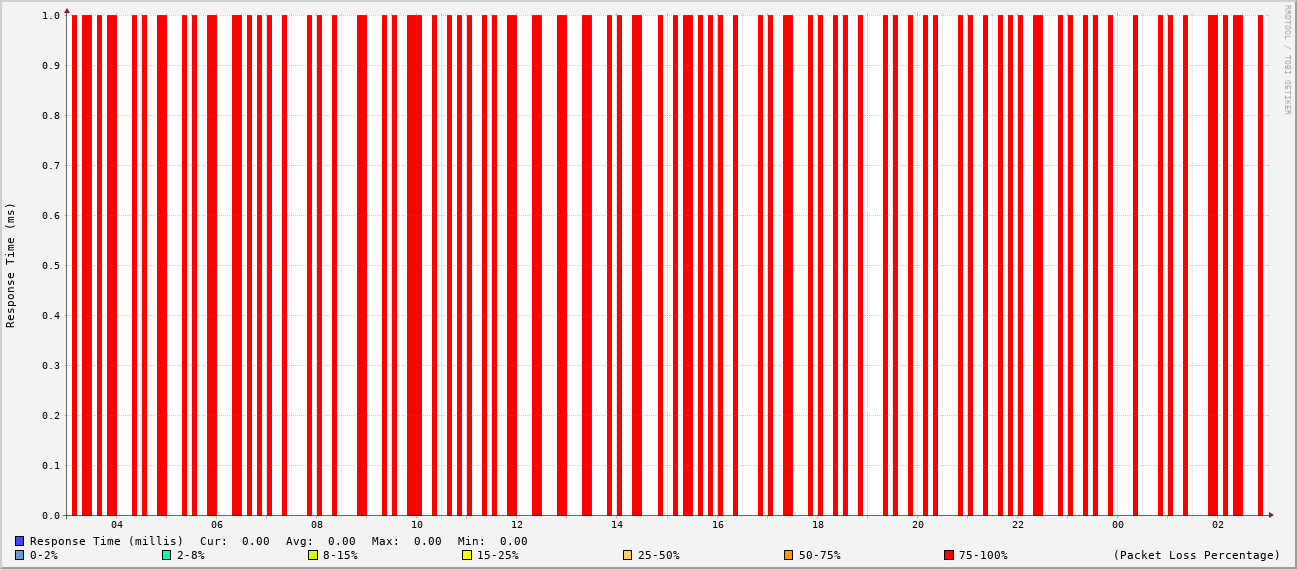 RRDTOOL / TOBI OETIKER
Response Time (ms)
1.0
0.9
0.8
0.7
0.6
0.5
0.4
0.3
0.2
0.1
0.0
04 06 08 10 12 14 16 18 20 22 00 02
Response Time (millis) Cur: 0.00 Avg: 0.00 Max: 0.00 Min: 0.00
0-2% 2-8% 8-15% 15-25% 25-50% 50-75% 75-100% (Packet Loss Percentage)